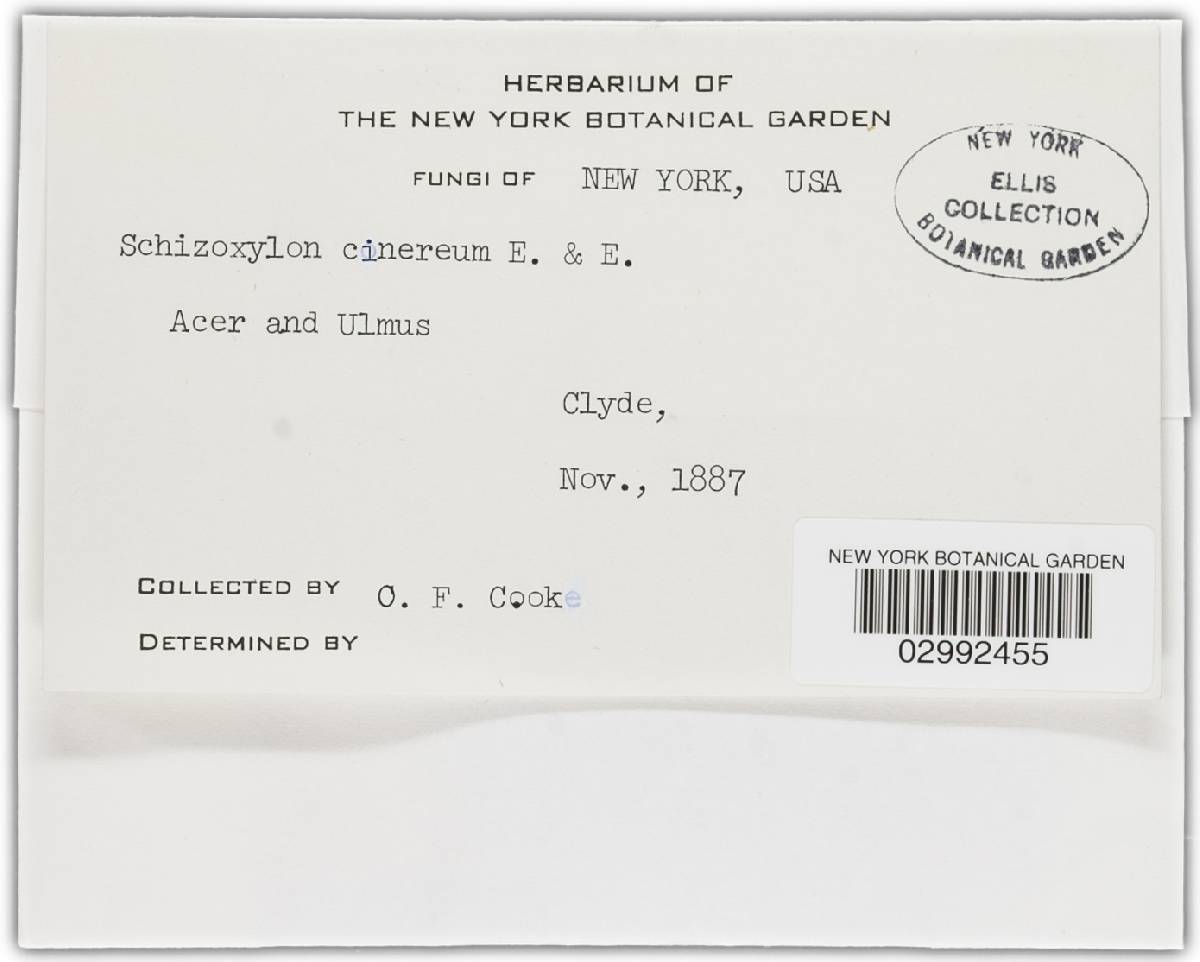 HERBARIUM OF
THE NEW YORK BOTANICAL GARDEN
FUNGI OF NEW YORK, USA
NEW YORK
ELLIS
COLLECTION
BOTANICAL GARDEN
Schizoxylon cinereum E. & E.
Acer and Ulmus
Clyde,
Nov., 1887
COLLECTED BY O. F. Cooke
DETERMINED BY
NEW YORK BOTANICAL GARDEN
02992455